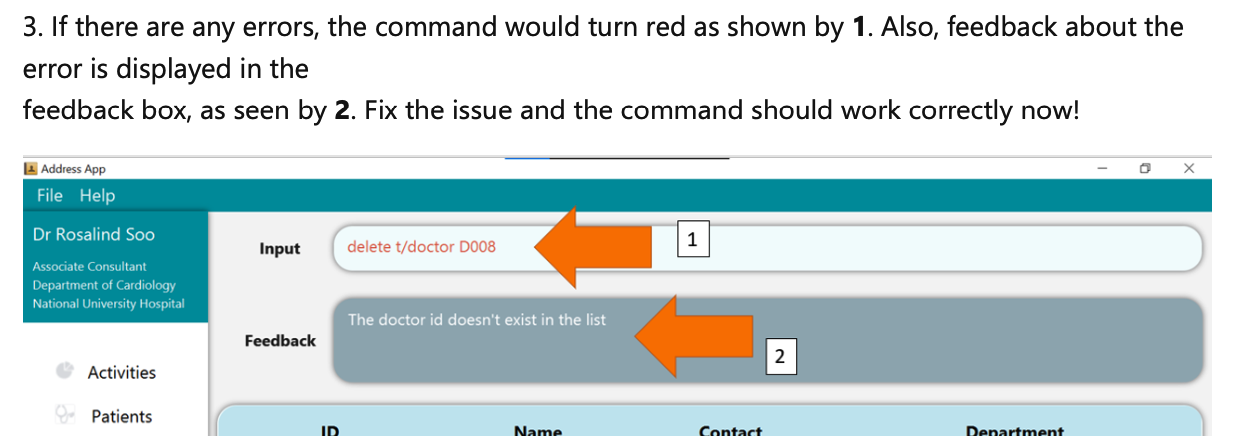 3. If there are any errors, the command would turn red as shown by 1. Also, feedback about the
error is displayed in the
feedback box, as seen by 2. Fix the issue and the command should work correctly now!
Address App
File Help
Dr Rosalind Soo
Associate Consultant
Department of Cardiology
National University Hospital
Input
delete t/doctor D008
1
Feedback
The doctor id doesn't exist in the list
2
Activities
Patients
ID Name Contact Department